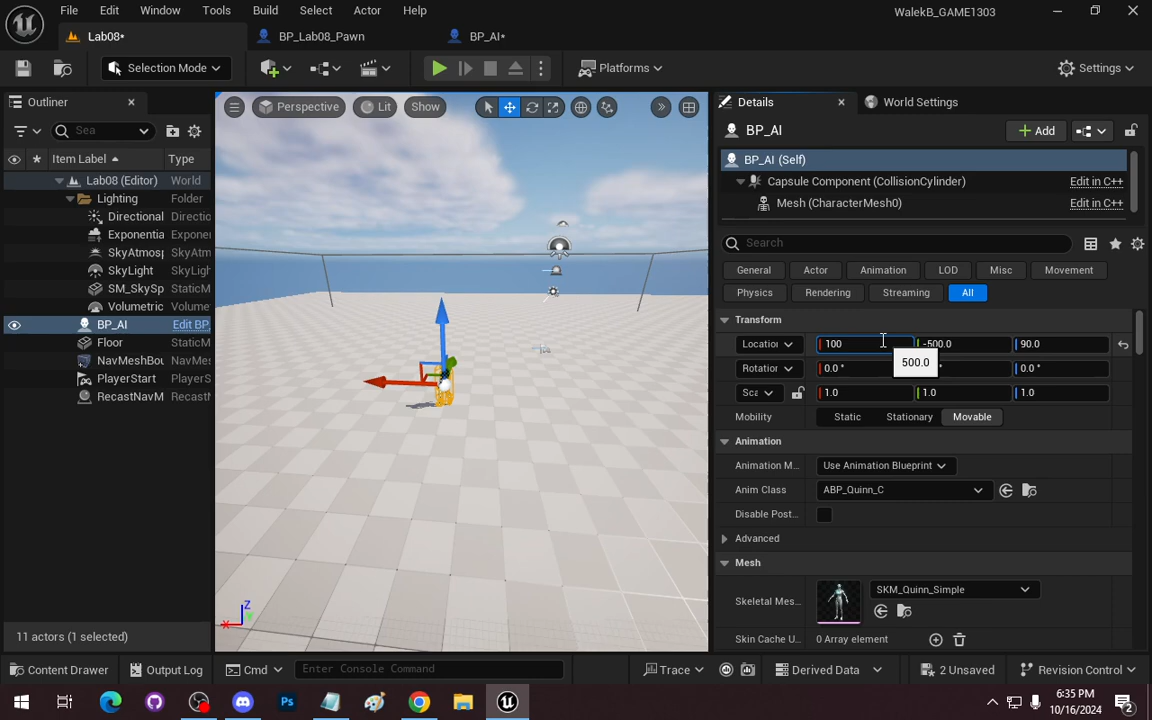 File Edit Window Tools Build Select Actor Help WalekB_GAME1303
Lab08* BP_Lab08_Pawn BP_AI*
Selection Mode Platforms Settings
Outliner
Sea
Item Label Type
Lab08 (Editor) World
Lighting Folder
Directional Directio
Exponentia Exponen
SkyAtmosp SkyAtm
SkyLight SkyLigh
SM_SkySp StaticM
Volumetric Volume
BP_AI Edit BP
Floor StaticM
NavMeshBou NavMes
PlayerStart PlayerS
RecastNavM Recast
11 actors (1 selected)
Perspective Lit Show
Z
X
Details World Settings
BP_AI
Add
BP_AI (Self)
Capsule Component (CollisionCylinder) Edit in C++
Mesh (CharacterMesh0) Edit in C++
Search
General Actor Animation LOD Misc Movement
Physics Rendering Streaming All
Transform
Location 100 -500.0 90.0
500.0
Rotation 0.0 ° ° 0.0 °
Sca 1.0 1.0 1.0
Mobility Static Stationary Movable
Animation
Animation M... Use Animation Blueprint
Anim Class ABP_Quinn_C
Disable Post...
Advanced
Mesh
Skeletal Mes... SKM_Quinn_Simple
Skin Cache U... 0 Array element
Content Drawer Output Log Cmd Enter Console Command Trace Derived Data 2 Unsaved Revision Control
6:35 PM
10/16/2024
2